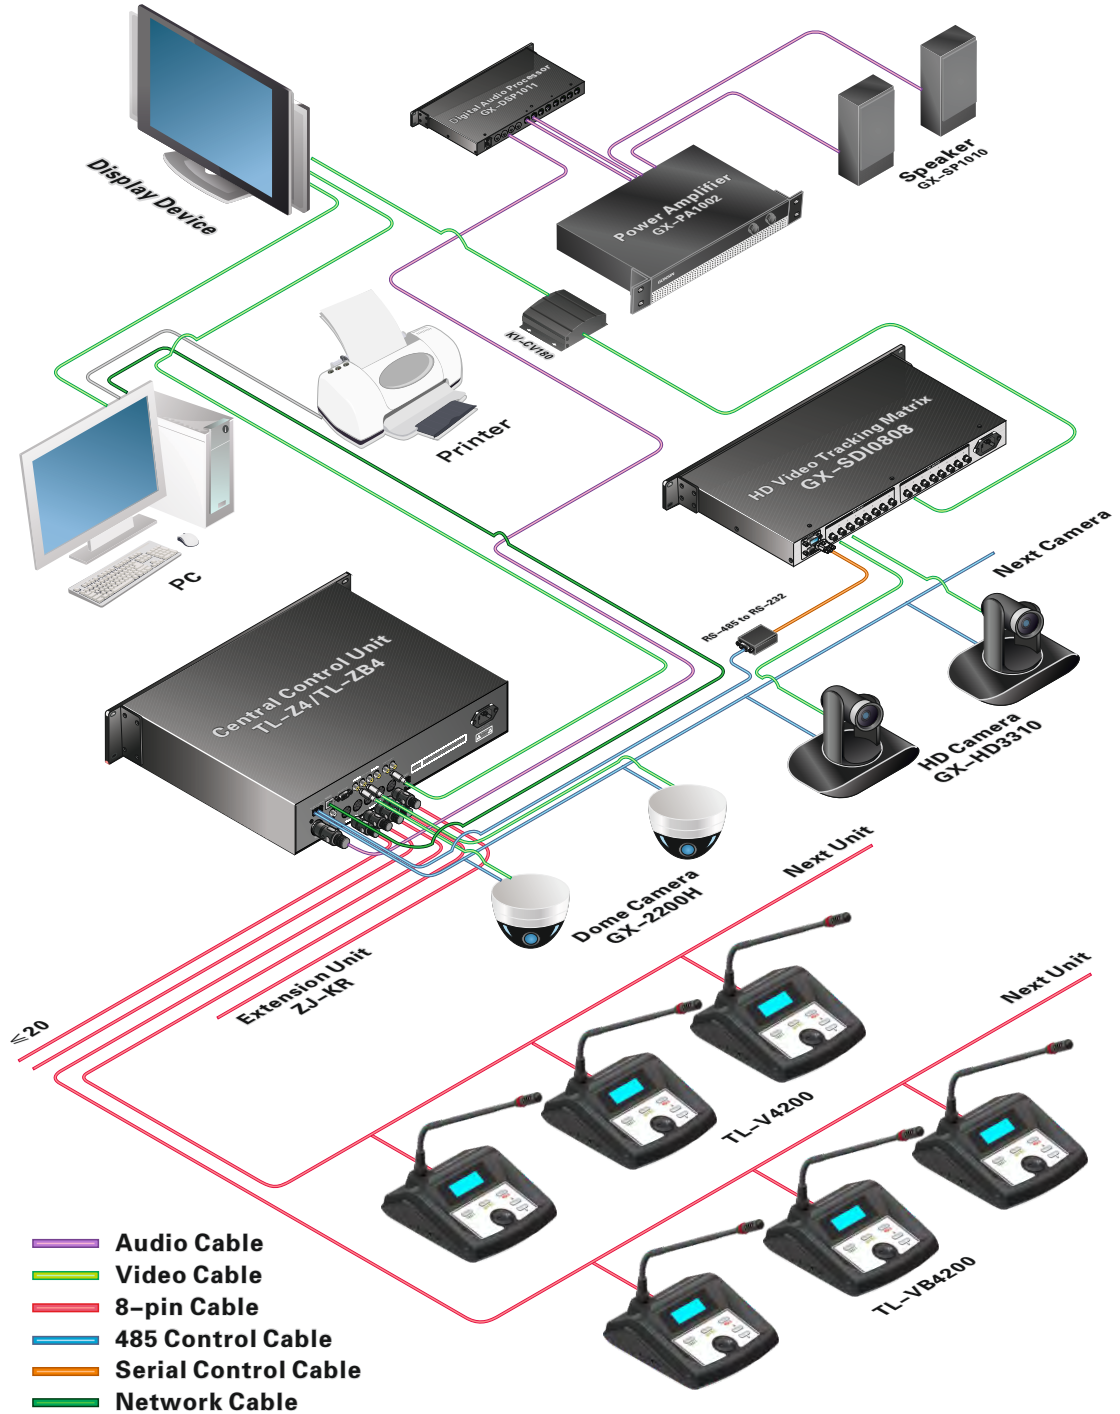 Digital Audio Processor
GX-DSP1011
Display Device
Speaker
GX-SP1010
Power Amplifier
GX-PA1002
KV-CV180
Printer
HD Video Tracking Matrix
GX-SDI0808
PC
Next Camera
RS-485 to RS-232
Central Control Unit
TL-Z4/TL-ZB4
HD Camera
GX-HD3310
Dome Camera
GX-2200H
Next Unit
Extension Unit
ZJ-KR
≤20
Next Unit
TL-V4200
TL-VB4200
Audio Cable
Video Cable
8-pin Cable
485 Control Cable
Serial Control Cable
Network Cable